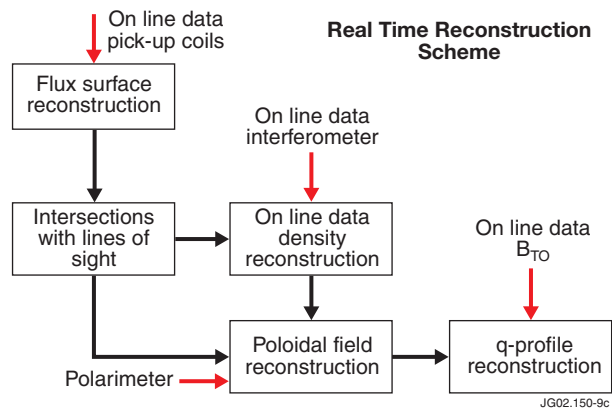 On line data
pick-up coils
Real Time Reconstruction
Scheme
Flux surface
reconstruction
On line data
interferometer
Intersections
with lines of
sight
On line data
density
reconstruction
On line data
B_TO
Poloidal field
reconstruction
q-profile
reconstruction
Polarimeter
JG02.150-9c